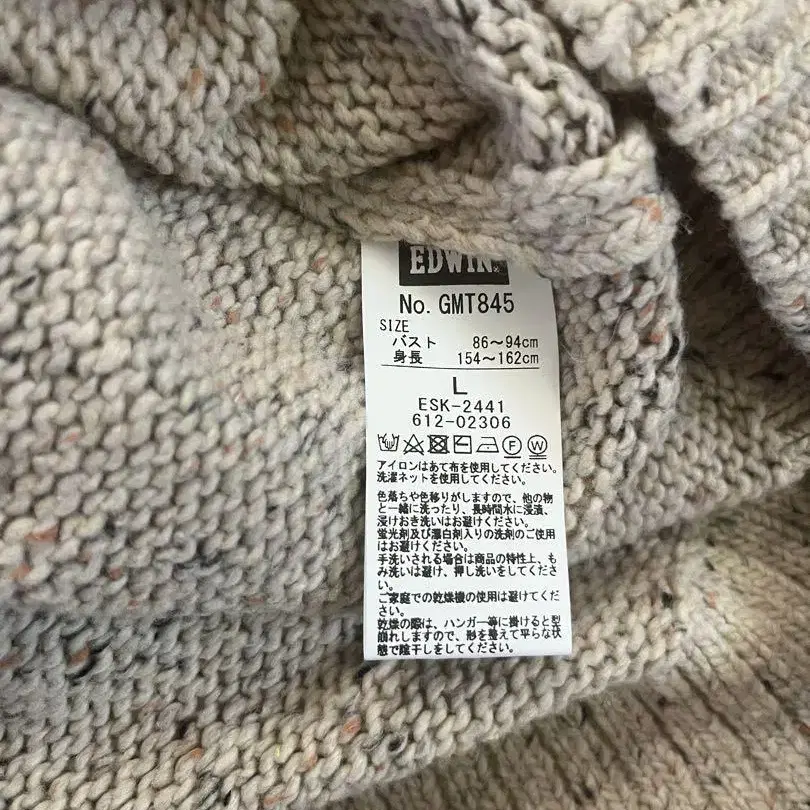 EDWIN®
No. GMT845
SIZE
バスト 86～94cm
身長 154～162cm
L
ESK-2441
612-02306
F W
アイロンはあて布を使用してください。
洗濯ネットを使用してください。
色落ちや色移りがしますので、他の物
と一緒に洗ったり、長時間水に浸漬、
浸けおき洗いはお避けください。
蛍光剤及び漂白剤入りの洗剤のご使用
はお避けください。
手洗いされる場合は商品の特性上、も
み洗いは避け、押し洗いをしてくださ
い。
ご家庭での乾燥機の使用は避けてくだ
さい。
乾燥の際は、ハンガー等に掛けると型
崩れしますので、形を整えて平らな状
態で陰干しをしてください。